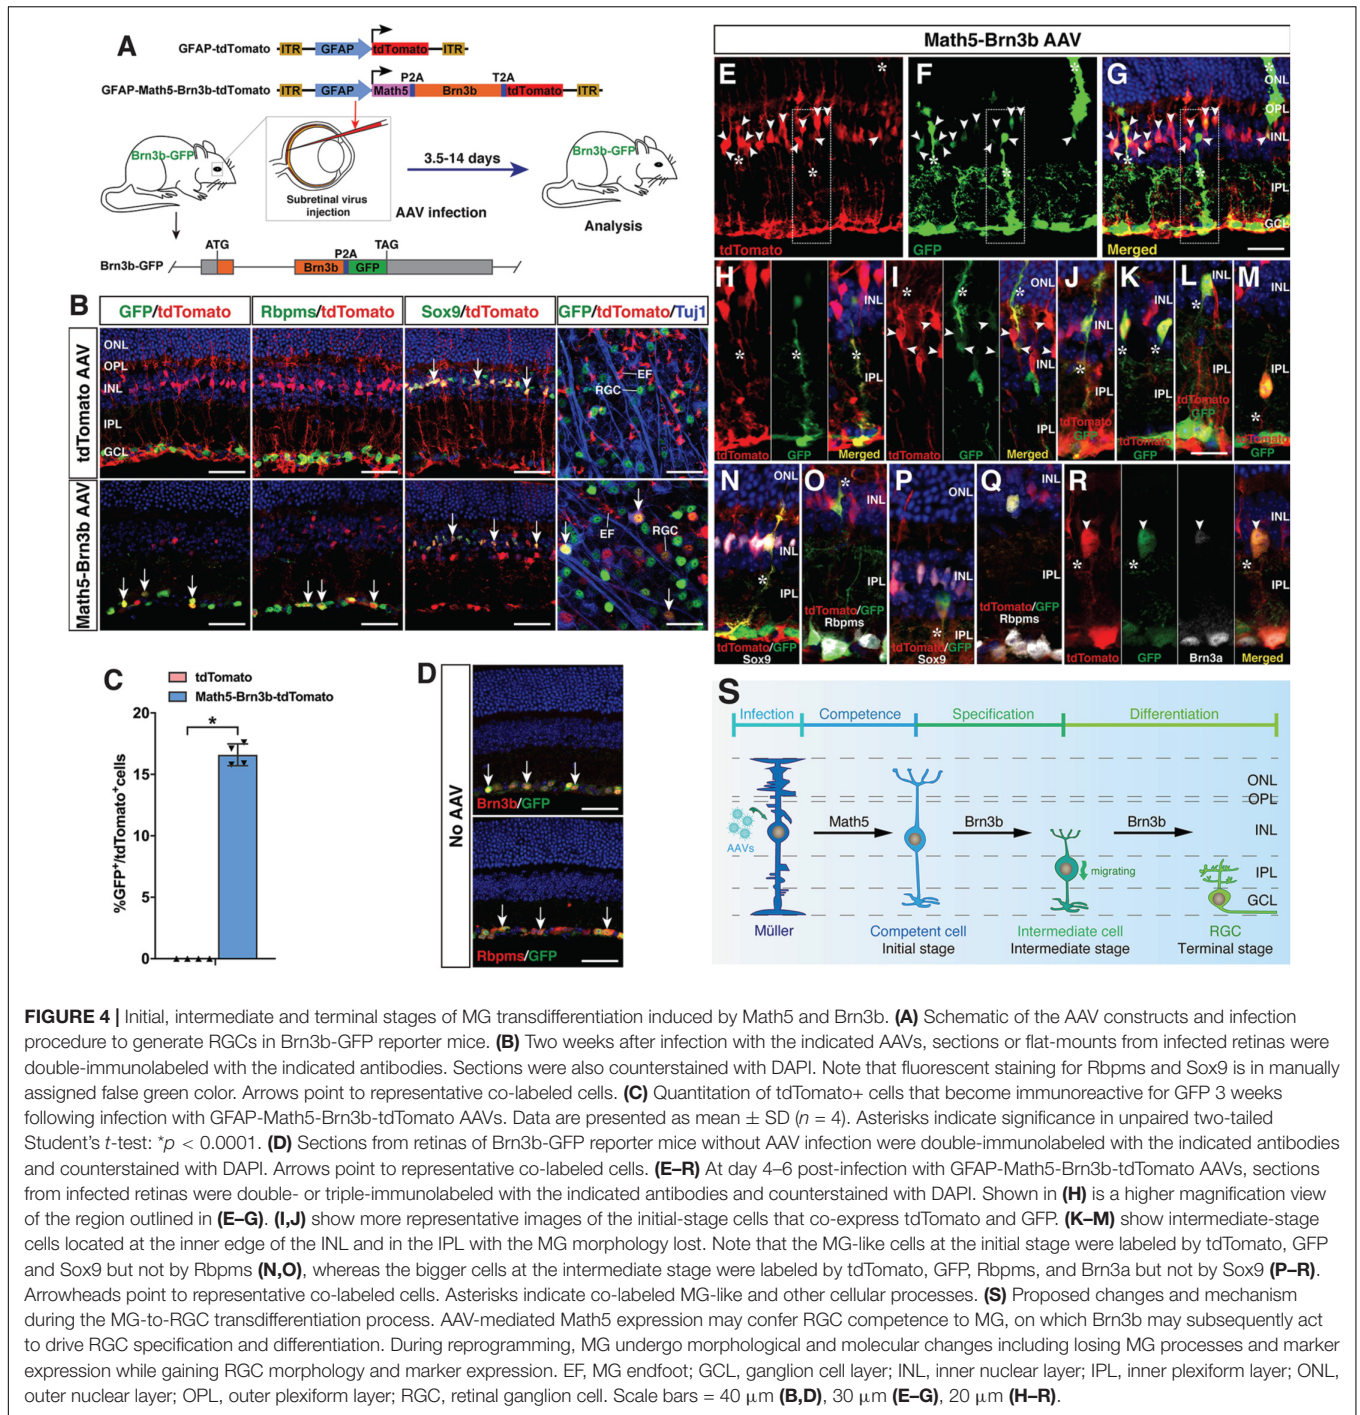 A
GFAP-tdTomato
ITR GFAP tdTomato ITR
P2A T2A
GFAP-Math5-Brn3b-tdTomato
ITR GFAP Math5 Brn3b tdTomato ITR
Brn3b-GFP
Subretinal virus
injection
3.5-14 days
AAV infection
Brn3b-GFP
Analysis
ATG P2A TAG
Brn3b-GFP
Brn3b GFP
B
GFP/tdTomato Rbpms/tdTomato Sox9/tdTomato GFP/tdTomato/Tuj1
tdTomato AAV
ONL
OPL
INL
IPL
GCL
EF
RGC
Math5-Brn3b AAV
EF
RGC
C
tdTomato
Math5-Brn3b-tdTomato
%GFP+/tdTomato+cells
20
15
10
5
0
*
D
No AAV
Brn3b/GFP
Rbpms/GFP
Math5-Brn3b AAV
E F G
* * *
ONL
OPL
INL
IPL
GCL
tdTomato GFP Merged
H I J K L M
INL ONL INL INL INL INL
INL
IPL IPL IPL IPL IPL
tdTomato GFP Merged tdTomato GFP Merged
tdTomato
GFP
tdTomato
GFP
tdTomato
GFP
tdTomato
GFP
N O P Q R
ONL INL ONL INL INL
INL
IPL IPL INL IPL IPL
IPL
tdTomato/GFP
Sox9
tdTomato/GFP
Rbpms
tdTomato/GFP
Sox9
tdTomato/GFP
Rbpms
tdTomato GFP Brn3a Merged
S
Infection Competence Specification Differentiation
ONL
OPL
INL
IPL
GCL
AAVs
Math5 Brn3b Brn3b
migrating
Müller
Competent cell
Initial stage
Intermediate cell
Intermediate stage
RGC
Terminal stage
FIGURE 4 | Initial, intermediate and terminal stages of MG transdifferentiation induced by Math5 and Brn3b. (A) Schematic of the AAV constructs and infection
procedure to generate RGCs in Brn3b-GFP reporter mice. (B) Two weeks after infection with the indicated AAVs, sections or flat-mounts from infected retinas were
double-immunolabeled with the indicated antibodies. Sections were also counterstained with DAPI. Note that fluorescent staining for Rbpms and Sox9 is in manually
assigned false green color. Arrows point to representative co-labeled cells. (C) Quantitation of tdTomato+ cells that become immunoreactive for GFP 3 weeks
following infection with GFAP-Math5-Brn3b-tdTomato AAVs. Data are presented as mean ± SD (n = 4). Asterisks indicate significance in unpaired two-tailed
Student's t-test: *p < 0.0001. (D) Sections from retinas of Brn3b-GFP reporter mice without AAV infection were double-immunolabeled with the indicated antibodies
and counterstained with DAPI. Arrows point to representative co-labeled cells. (E–R) At day 4–6 post-infection with GFAP-Math5-Brn3b-tdTomato AAVs, sections
from infected retinas were double- or triple-immunolabeled with the indicated antibodies and counterstained with DAPI. Shown in (H) is a higher magnification view
of the region outlined in (E–G). (I,J) show more representative images of the initial-stage cells that co-express tdTomato and GFP. (K–M) show intermediate-stage
cells located at the inner edge of the INL and in the IPL with the MG morphology lost. Note that the MG-like cells at the initial stage were labeled by tdTomato, GFP
and Sox9 but not by Rbpms (N,O), whereas the bigger cells at the intermediate stage were labeled by tdTomato, GFP, Rbpms, and Brn3a but not by Sox9 (P–R).
Arrowheads point to representative co-labeled cells. Asterisks indicate co-labeled MG-like and other cellular processes. (S) Proposed changes and mechanism
during the MG-to-RGC transdifferentiation process. AAV-mediated Math5 expression may confer RGC competence to MG, on which Brn3b may subsequently act
to drive RGC specification and differentiation. During reprogramming, MG undergo morphological and molecular changes including losing MG processes and marker
expression while gaining RGC morphology and marker expression. EF, MG endfoot; GCL, ganglion cell layer; INL, inner nuclear layer; IPL, inner plexiform layer; ONL,
outer nuclear layer; OPL, outer plexiform layer; RGC, retinal ganglion cell. Scale bars = 40 μm (B,D), 30 μm (E–G), 20 μm (H–R).